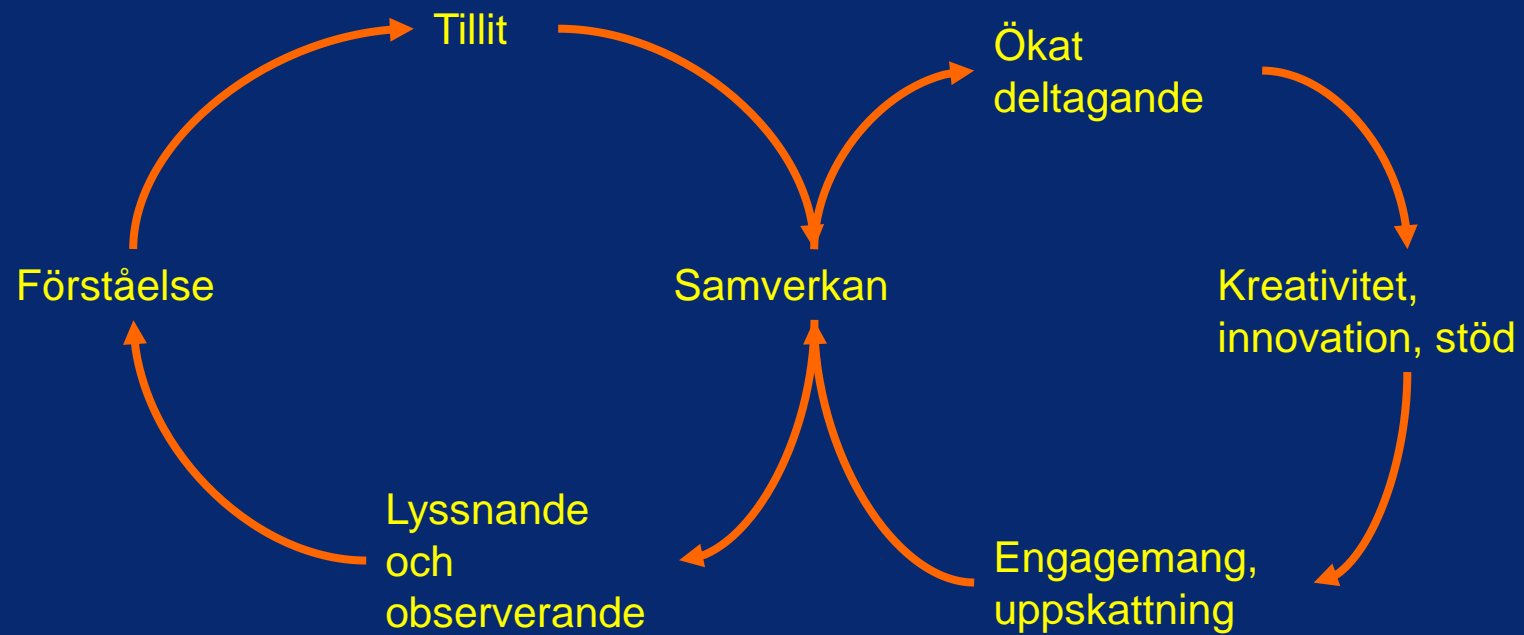 Tillit
Ökat
deltagande
Förståelse
Samverkan
Kreativitet,
innovation, stöd
Lyssnande
och
observerande
Engagemang,
uppskattning